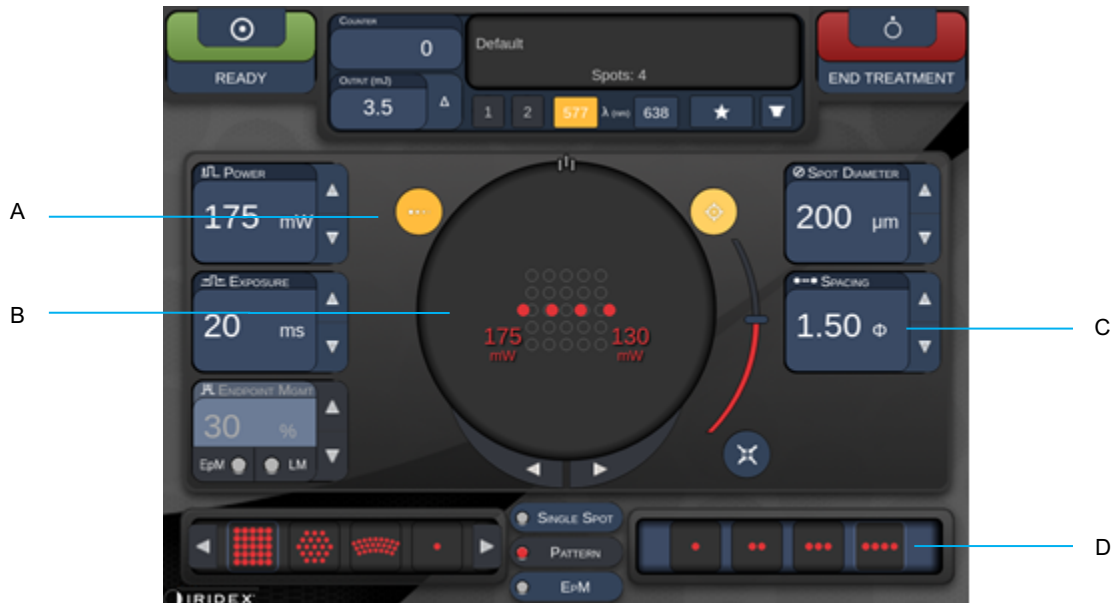 READY
COUNTER
0
OUTPUT (mJ)
3.5 Δ
Default
Spots: 4
1 2 577 λ (nm) 638
END TREATMENT
POWER
175 mW
EXPOSURE
20 ms
ENDPOINT MGMT
30 %
EpM LM
175 mW
130 mW
SPOT DIAMETER
200 µm
SPACING
1.50 Φ
A
B
C
D
SINGLE SPOT
PATTERN
EPM
IRIDEX